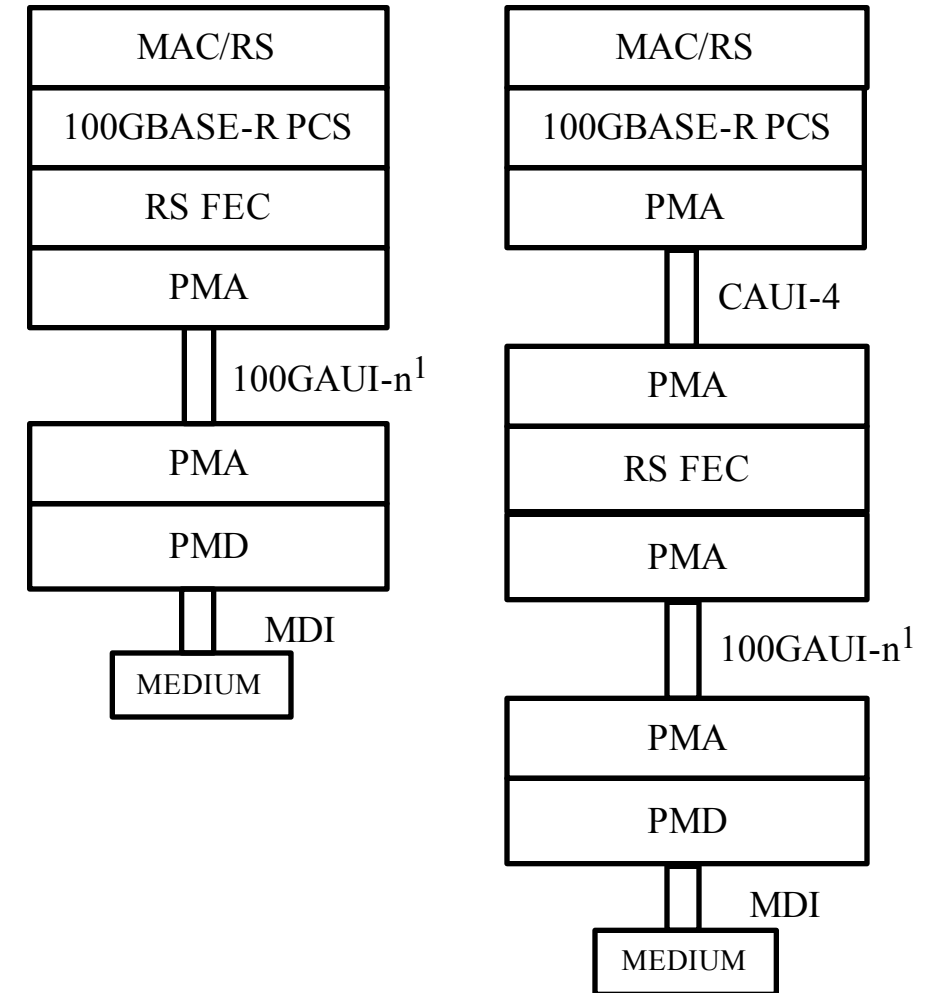 MAC/RS
100GBASE-R PCS
RS FEC
PMA
100GAUI-n1
PMA
PMD
MDI
MEDIUM
MAC/RS
100GBASE-R PCS
PMA
CAUI-4
PMA
RS FEC
PMA
100GAUI-n1
PMA
PMD
MDI
MEDIUM